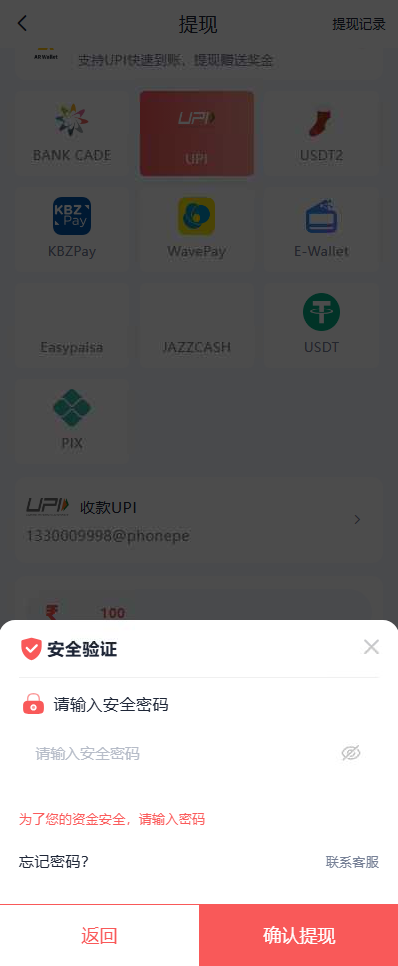 提现
提现记录
AR Wallet
支持UPI快速到账，提现赠送奖金
BANK CADE
UPI
UPI
USDT2
KBZ
Pay
KBZPay
WavePay
E-Wallet
Easypaisa
JAZZCASH
USDT
PIX
UPI
收款UPI
1330009998@phonepe
₹
100
安全验证
请输入安全密码
请输入安全密码
为了您的资金安全，请输入密码
忘记密码?
联系客服
返回
确认提现